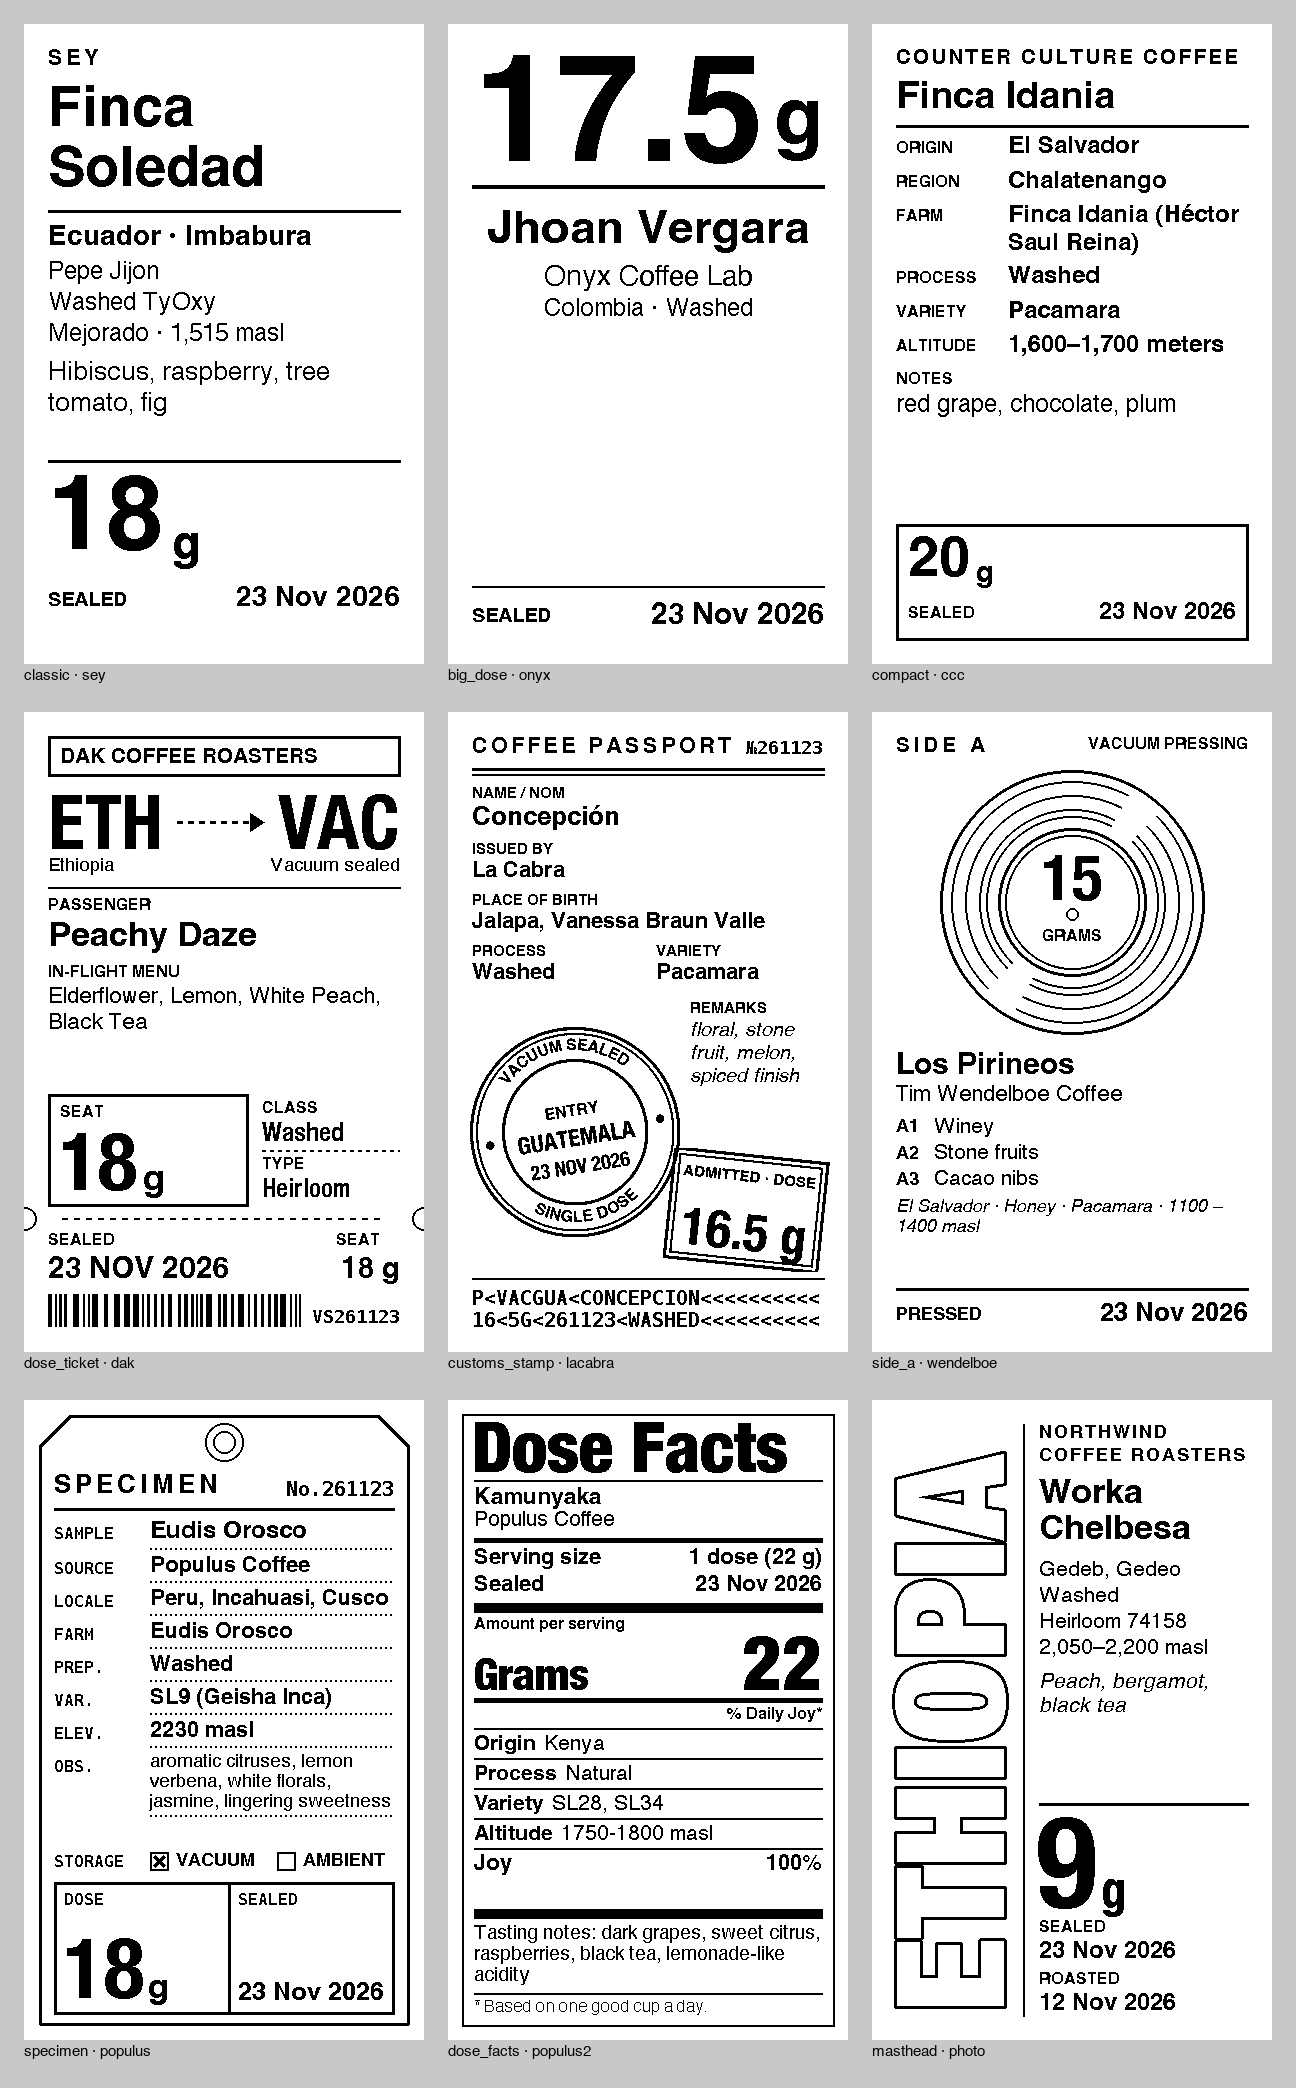 SEY
Finca
Soledad
Ecuador · Imbabura
Pepe Jijon
Washed TyOxy
Mejorado · 1,515 masl
Hibiscus, raspberry, tree
tomato, fig
18 g
SEALED 23 Nov 2026
classic · sey
17.5 g
Jhoan Vergara
Onyx Coffee Lab
Colombia · Washed
SEALED 23 Nov 2026
big_dose · onyx
COUNTER CULTURE COFFEE
Finca Idania
ORIGIN El Salvador
REGION Chalatenango
FARM Finca Idania (Héctor
Saul Reina)
PROCESS Washed
VARIETY Pacamara
ALTITUDE 1,600–1,700 meters
NOTES
red grape, chocolate, plum
20 g
SEALED 23 Nov 2026
compact · ccc
DAK COFFEE ROASTERS
ETH VAC
Ethiopia Vacuum sealed
PASSENGER
Peachy Daze
IN-FLIGHT MENU
Elderflower, Lemon, White Peach,
Black Tea
SEAT
18 g
CLASS
Washed
TYPE
Heirloom
SEALED SEAT
23 NOV 2026 18 g
VS261123
dose_ticket · dak
COFFEE PASSPORT №261123
NAME / NOM
Concepción
ISSUED BY
La Cabra
PLACE OF BIRTH
Jalapa, Vanessa Braun Valle
PROCESS VARIETY
Washed Pacamara
REMARKS
floral, stone
fruit, melon,
spiced finish
VACUUM SEALED
ENTRY
GUATEMALA
23 NOV 2026
SINGLE DOSE
ADMITTED · DOSE
16.5 g
P<VACGUA<CONCEPCION<<<<<<<<<<
16<5G<261123<WASHED<<<<<<<<<<
customs_stamp · lacabra
SIDE A VACUUM PRESSING
15
GRAMS
Los Pirineos
Tim Wendelboe Coffee
A1 Winey
A2 Stone fruits
A3 Cacao nibs
El Salvador · Honey · Pacamara · 1100 –
1400 masl
PRESSED 23 Nov 2026
side_a · wendelboe
SPECIMEN No.261123
SAMPLE Eudis Orosco
SOURCE Populus Coffee
LOCALE Peru, Incahuasi, Cusco
FARM Eudis Orosco
PREP. Washed
VAR. SL9 (Geisha Inca)
ELEV. 2230 masl
OBS. aromatic citruses, lemon
verbena, white florals,
jasmine, lingering sweetness
STORAGE VACUUM AMBIENT
DOSE SEALED
18 g 23 Nov 2026
specimen · populus
Dose Facts
Kamunyaka
Populus Coffee
Serving size 1 dose (22 g)
Sealed 23 Nov 2026
Amount per serving
Grams 22
% Daily Joy*
Origin Kenya
Process Natural
Variety SL28, SL34
Altitude 1750-1800 masl
Joy 100%
Tasting notes: dark grapes, sweet citrus,
raspberries, black tea, lemonade-like
acidity
* Based on one good cup a day.
dose_facts · populus2
ETHIOPIA
NORTHWIND
COFFEE ROASTERS
Worka
Chelbesa
Gedeb, Gedeo
Washed
Heirloom 74158
2,050–2,200 masl
Peach, bergamot,
black tea
9 g
SEALED
23 Nov 2026
ROASTED
12 Nov 2026
masthead · photo